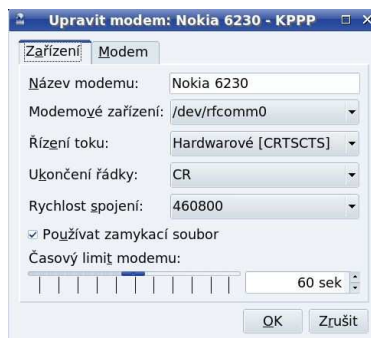 Upravit modem: Nokia 6230 - KPPP
Zařízení Modem
Název modemu: Nokia 6230
Modemové zařízení: /dev/rfcomm0
Řízení toku: Hardwarové [CRTSCTS]
Ukončení řádky: CR
Rychlost spojení: 460800
Používat zamykací soubor
Časový limit modemu:
60 sek
OK Zrušit